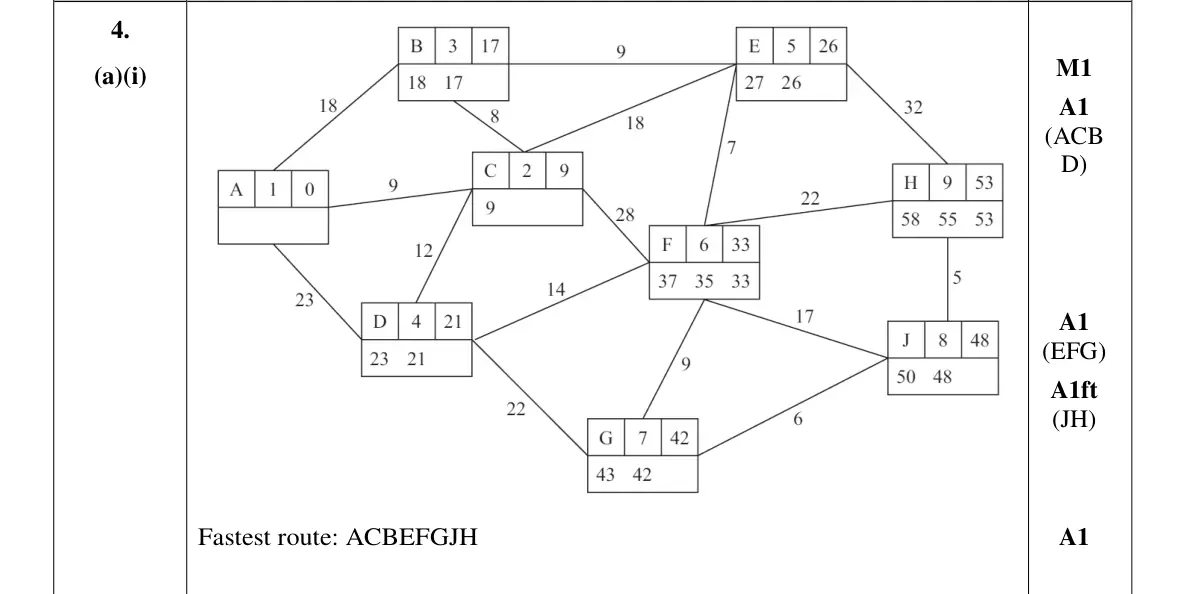 4.
(a)(i)
B 3 17
18 17
E 5 26
27 26
9
18
8
18
32
7
A 1 0
C 2 9
9
9
H 9 53
58 55 53
22
28
12
F 6 33
37 35 33
14
23
5
D 4 21
23 21
17
J 8 48
50 48
9
22
6
G 7 42
43 42
Fastest route: ACBEFGJH
M1
A1
(ACB
D)
A1
(EFG)
A1ft
(JH)
A1